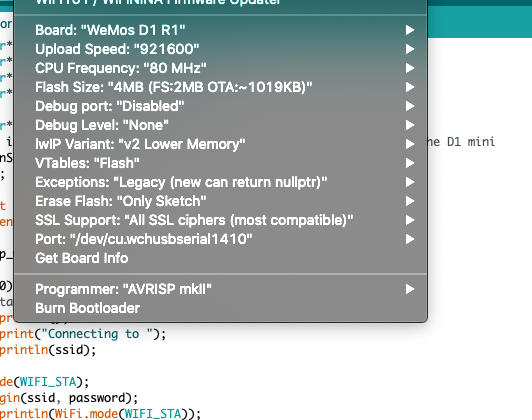 WiFi101 / WiFiNINA Firmware Updater
Board: "WeMos D1 R1"
Upload Speed: "921600"
CPU Frequency: "80 MHz"
Flash Size: "4MB (FS:2MB OTA:~1019KB)"
Debug port: "Disabled"
Debug Level: "None"
he D1 mini
lwIP Variant: "v2 Lower Memory"
VTables: "Flash"
Exceptions: "Legacy (new can return nullptr)"
Erase Flash: "Only Sketch"
SSL Support: "All SSL ciphers (most compatible)"
Port: "/dev/cu.wchusbserial1410"
Get Board Info
Programmer: "AVRISP mkII"
Burn Bootloader
print("Connecting to ");
println(ssid);
de(WIFI_STA);
gin(ssid, password);
println(WiFi.mode(WIFI_STA));